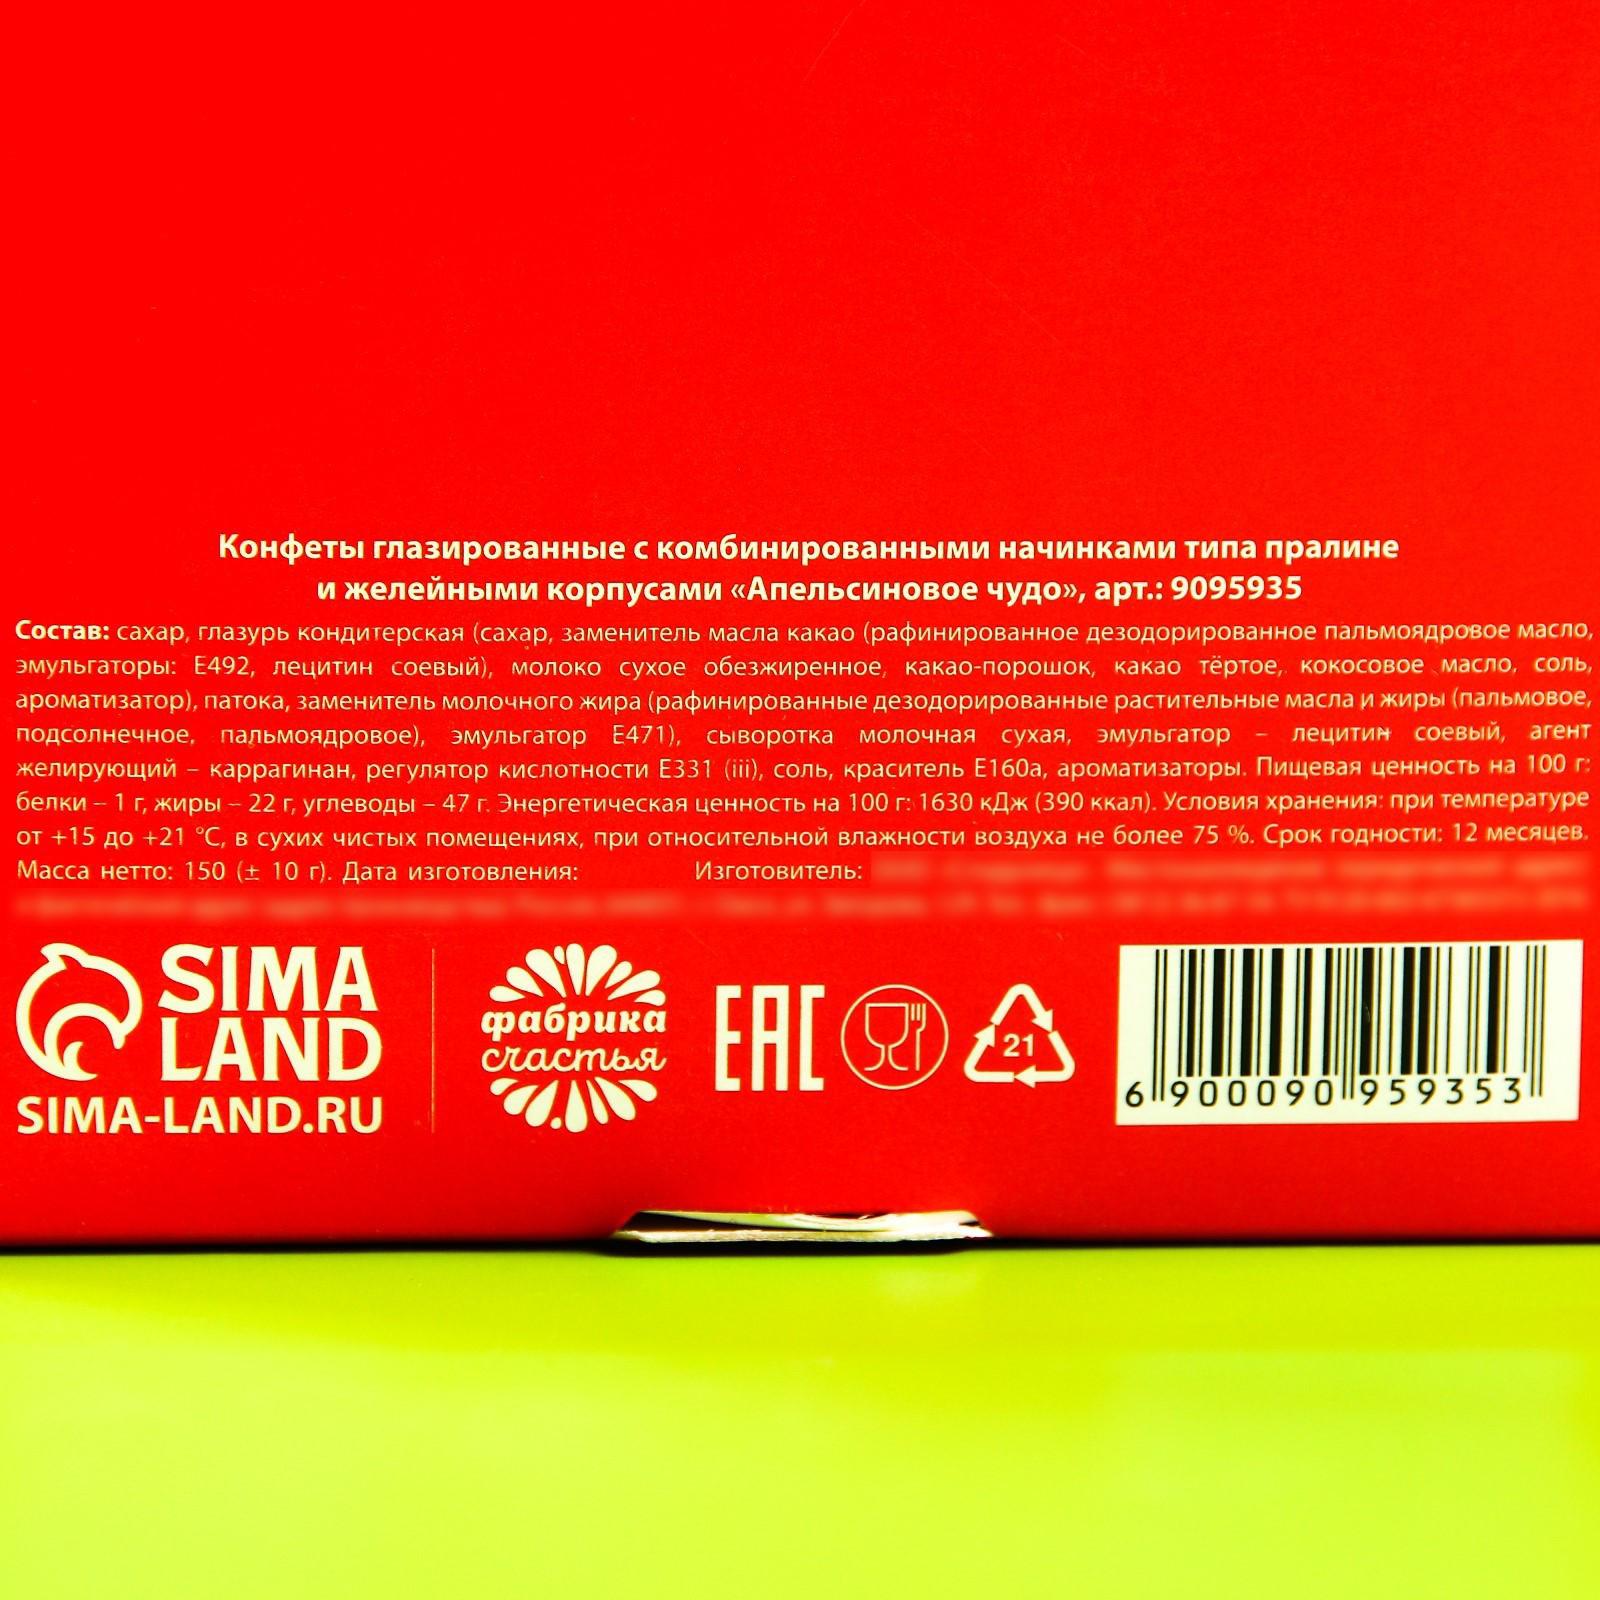 Конфеты глазированные с комбинированными начинками типа пралине
и желейными корпусами «Апельсиновое чудо», арт.: 9095935
Состав: сахар, глазурь кондитерская (сахар, заменитель масла какао (рафинированное дезодорированное пальмоядровое масло,
эмульгаторы: Е492, лецитин соевый), молоко сухое обезжиренное, какао-порошок, какао тёртое, кокосовое масло, соль,
ароматизатор), патока, заменитель молочного жира (рафинированные дезодорированные растительные масла и жиры (пальмовое,
подсолнечное, пальмоядровое), эмульгатор Е471), сыворотка молочная сухая, эмульгатор – лецитин соевый, агент
желирующий – каррагинан, регулятор кислотности Е331 (iii), соль, краситель Е160а, ароматизаторы. Пищевая ценность на 100 г:
белки – 1 г, жиры – 22 г, углеводы – 47 г. Энергетическая ценность на 100 г: 1630 кДж (390 ккал). Условия хранения: при температуре
от +15 до +21 °С, в сухих чистых помещениях, при относительной влажности воздуха не более 75 %. Срок годности: 12 месяцев.
Масса нетто: 150 (± 10 г). Дата изготовления: Изготовитель:
SIMA
LAND
SIMA-LAND.RU
фабрика
счастья
EAC
21
6 900090 959353